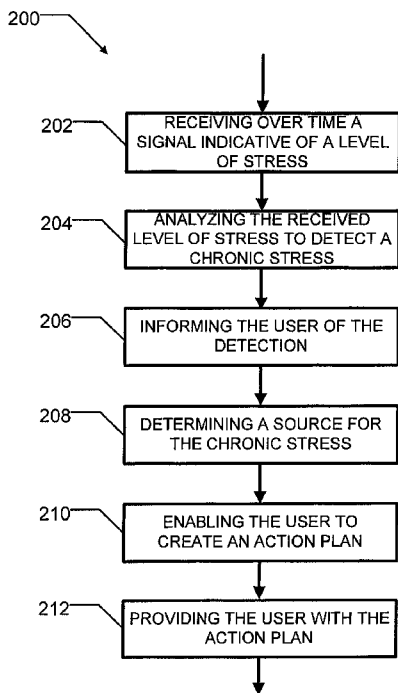 200
202
RECEIVING OVER TIME A
SIGNAL INDICATIVE OF A LEVEL
OF STRESS
204
ANALYZING THE RECEIVED
LEVEL OF STRESS TO DETECT A
CHRONIC STRESS
206
INFORMING THE USER OF THE
DETECTION
208
DETERMINING A SOURCE FOR
THE CHRONIC STRESS
210
ENABLING THE USER TO
CREATE AN ACTION PLAN
212
PROVIDING THE USER WITH THE
ACTION PLAN